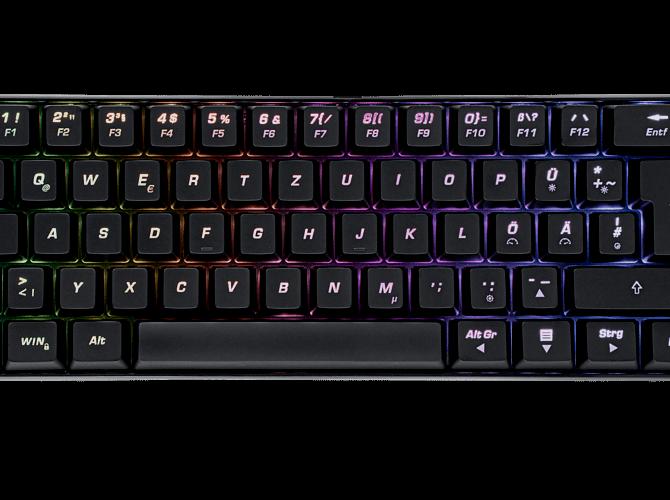 1 ! 2 " 3 § 4 $ 5 % 6 & 7 ( / 8 [ ( 9 ] ) 0 } = ß \ ?
F1 F2 F3 F4 F5 F6 F7 F8 F9 F10 F11 F12 Entf
Q @ W E € R T Z U I O P Ü * + ~
A S D F G H J K L Ö Ä ' #
> < | Y X C V B N M µ , ; . : - _
WIN Alt Alt Gr Strg